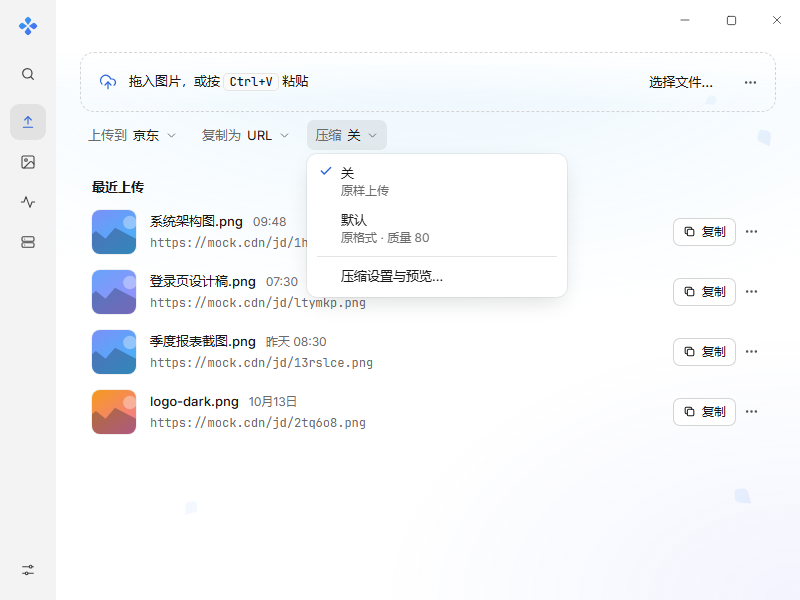 拖入图片，或按 Ctrl+V 粘贴
选择文件...
上传到 京东
复制为 URL
压缩 关
关
原样上传
默认
原格式 · 质量 80
压缩设置与预览...
最近上传
系统架构图.png 09:48
https://mock.cdn/jd/1h
复制
登录页设计稿.png 07:30
https://mock.cdn/jd/ltymkp.png
复制
季度报表截图.png 昨天 08:30
https://mock.cdn/jd/13rslce.png
复制
logo-dark.png 10月13日
https://mock.cdn/jd/2tq6o8.png
复制